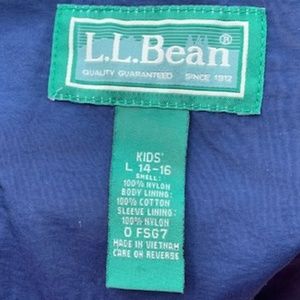 L.L.Bean®
QUALITY GUARANTEED SINCE 1912
KIDS'
L 14-16
SHELL:
100% NYLON
BODY LINING:
100% COTTON
SLEEVE LINING:
100% NYLON
0 FSG7
MADE IN VIETNAM
CARE ON REVERSE